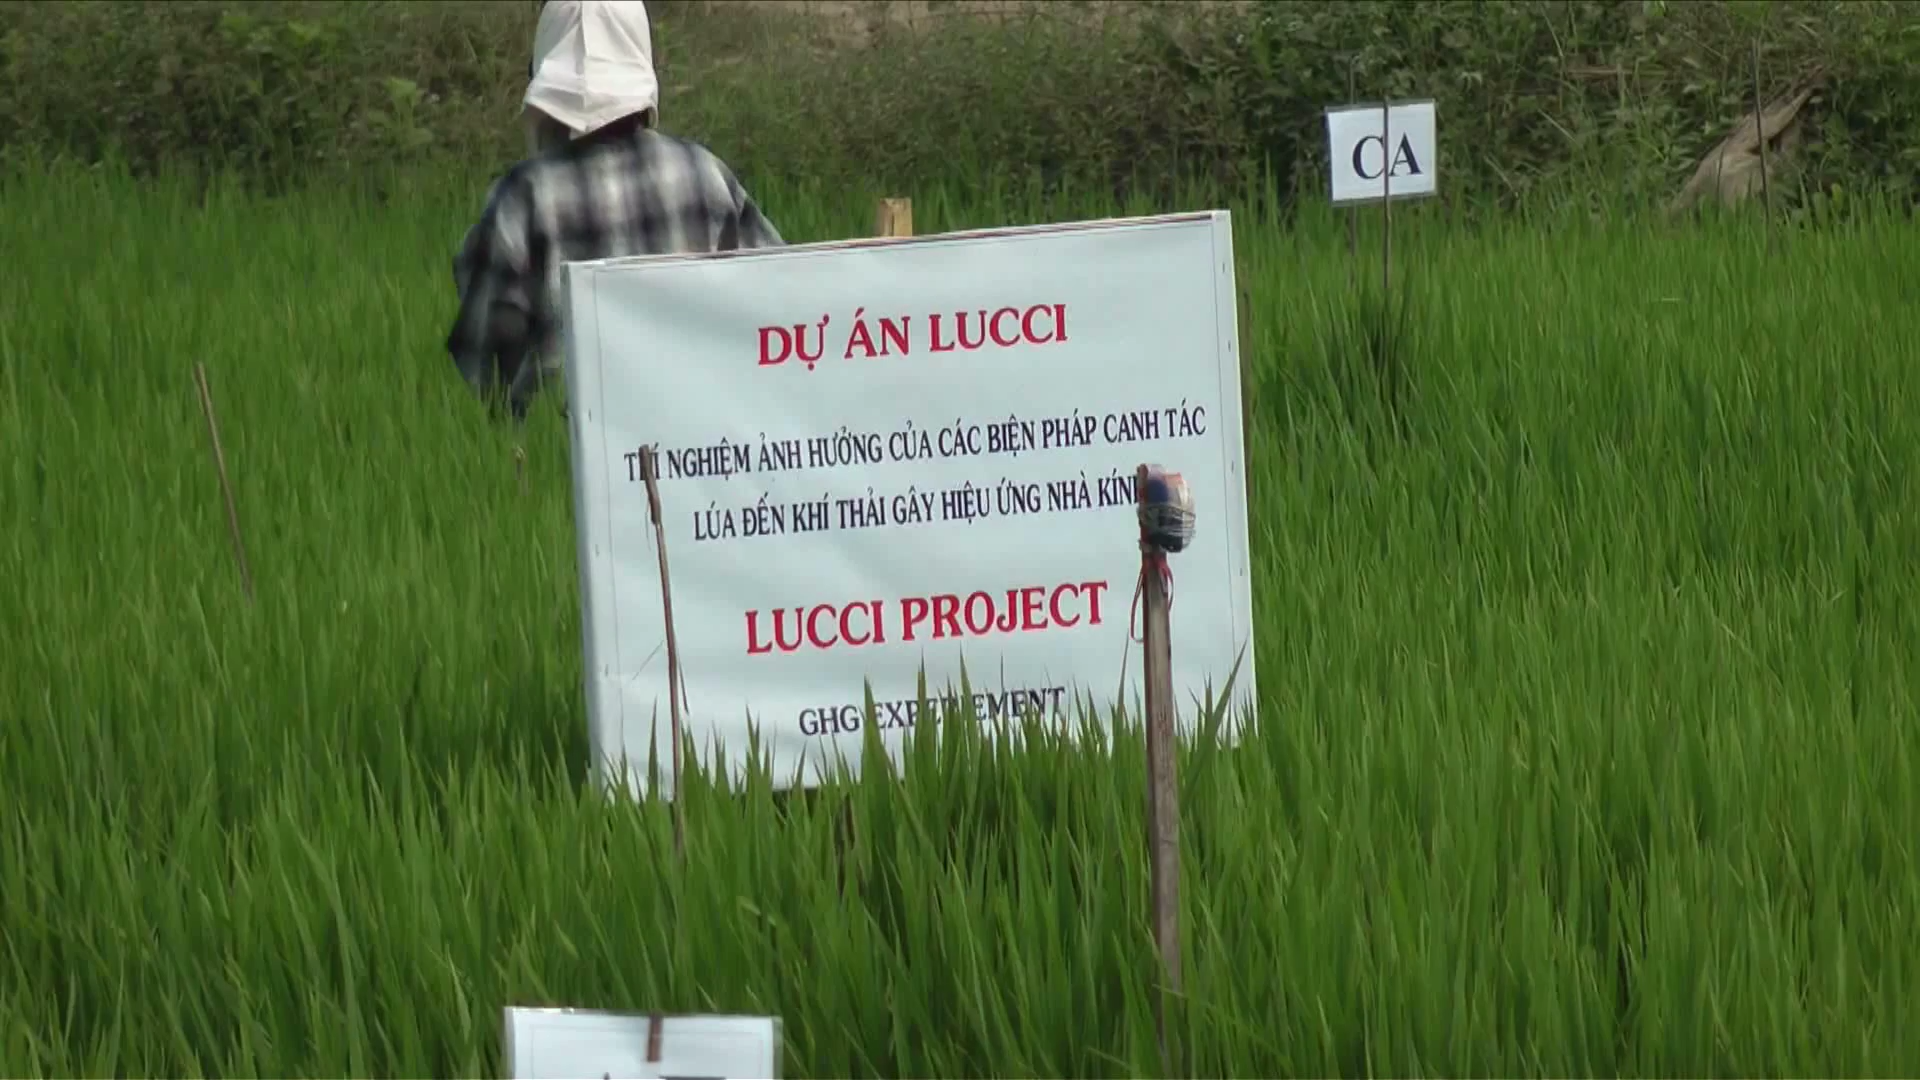 CA
DỰ ÁN LUCCI
THÍ NGHIỆM ẢNH HƯỞNG CỦA CÁC BIỆN PHÁP CANH TÁC
LÚA ĐẾN KHÍ THẢI GÂY HIỆU ỨNG NHÀ KÍNH
LUCCI PROJECT
GHG EXPERIEMENT